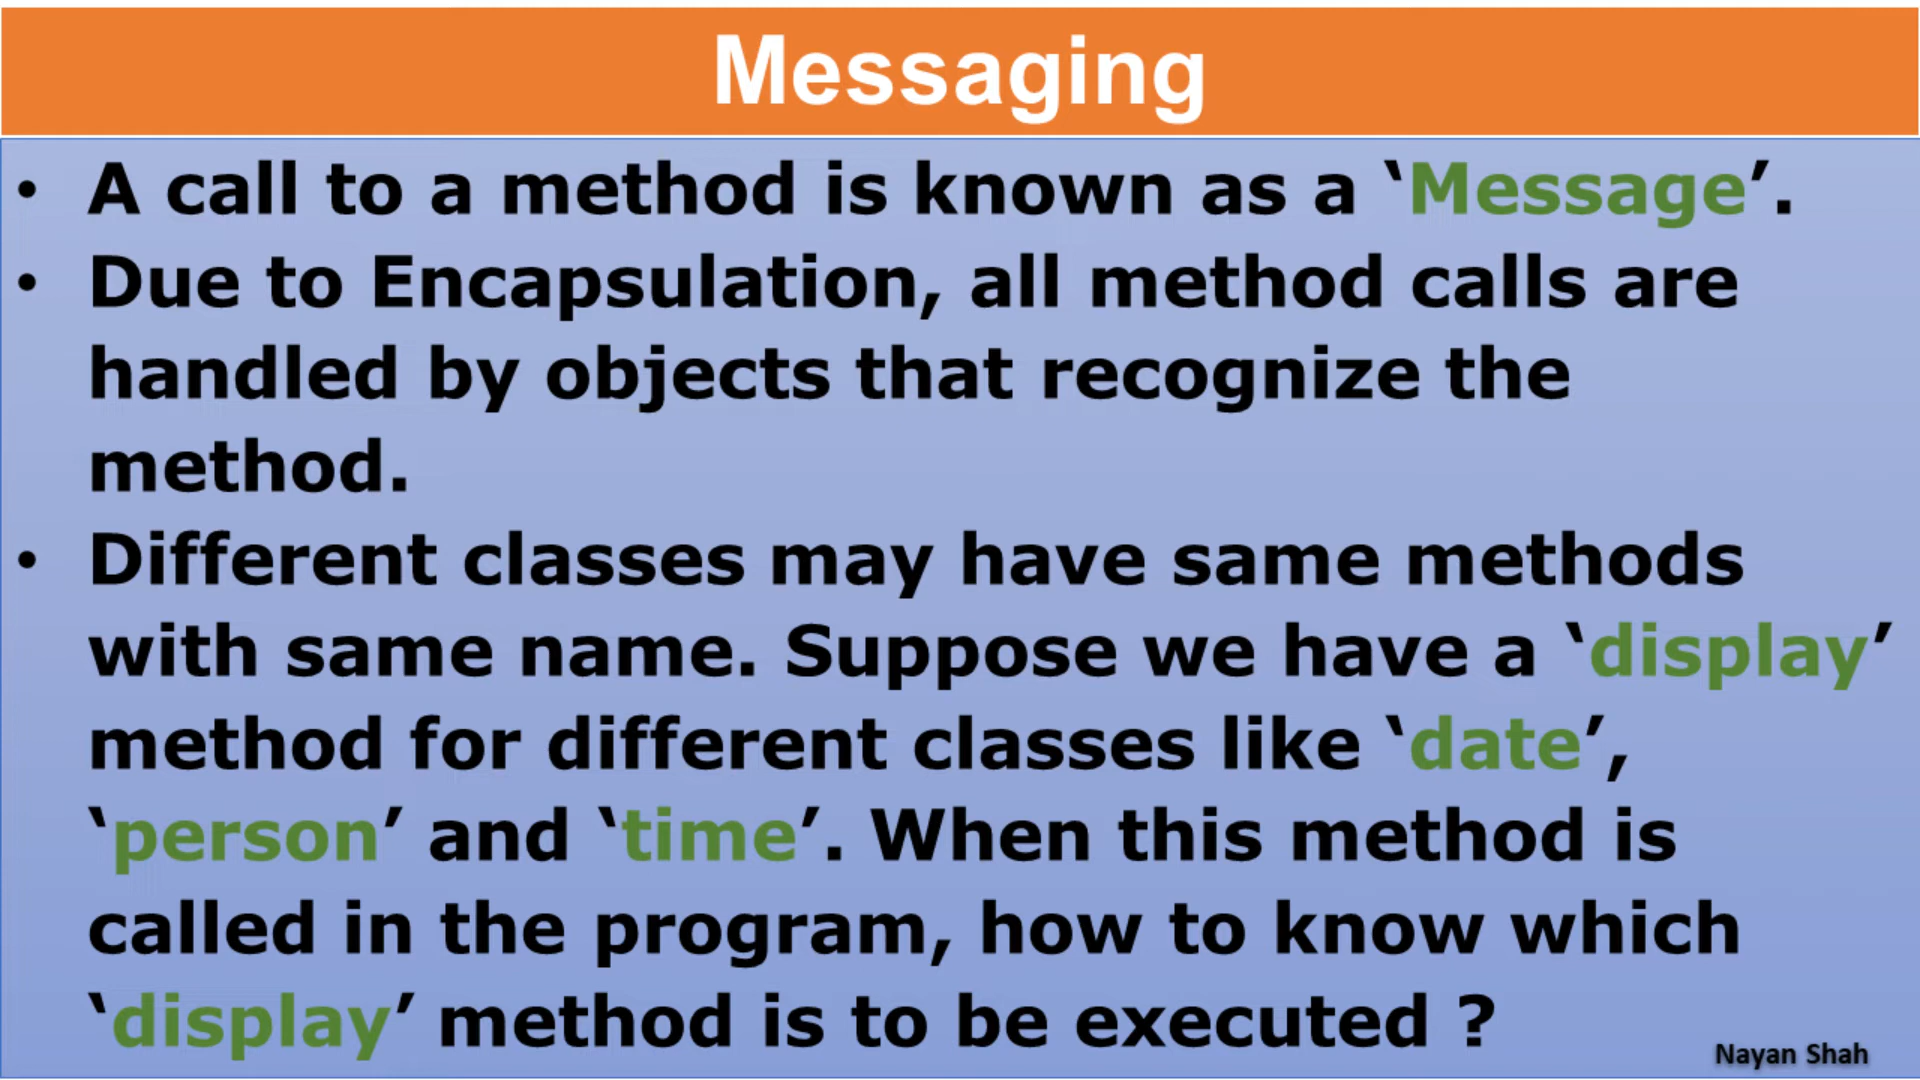 Messaging
• A call to a method is known as a ‘Message’.
• Due to Encapsulation, all method calls are
handled by objects that recognize the
method.
• Different classes may have same methods
with same name. Suppose we have a ‘display’
method for different classes like ‘date’,
‘person’ and ‘time’. When this method is
called in the program, how to know which
‘display’ method is to be executed ?
Nayan Shah